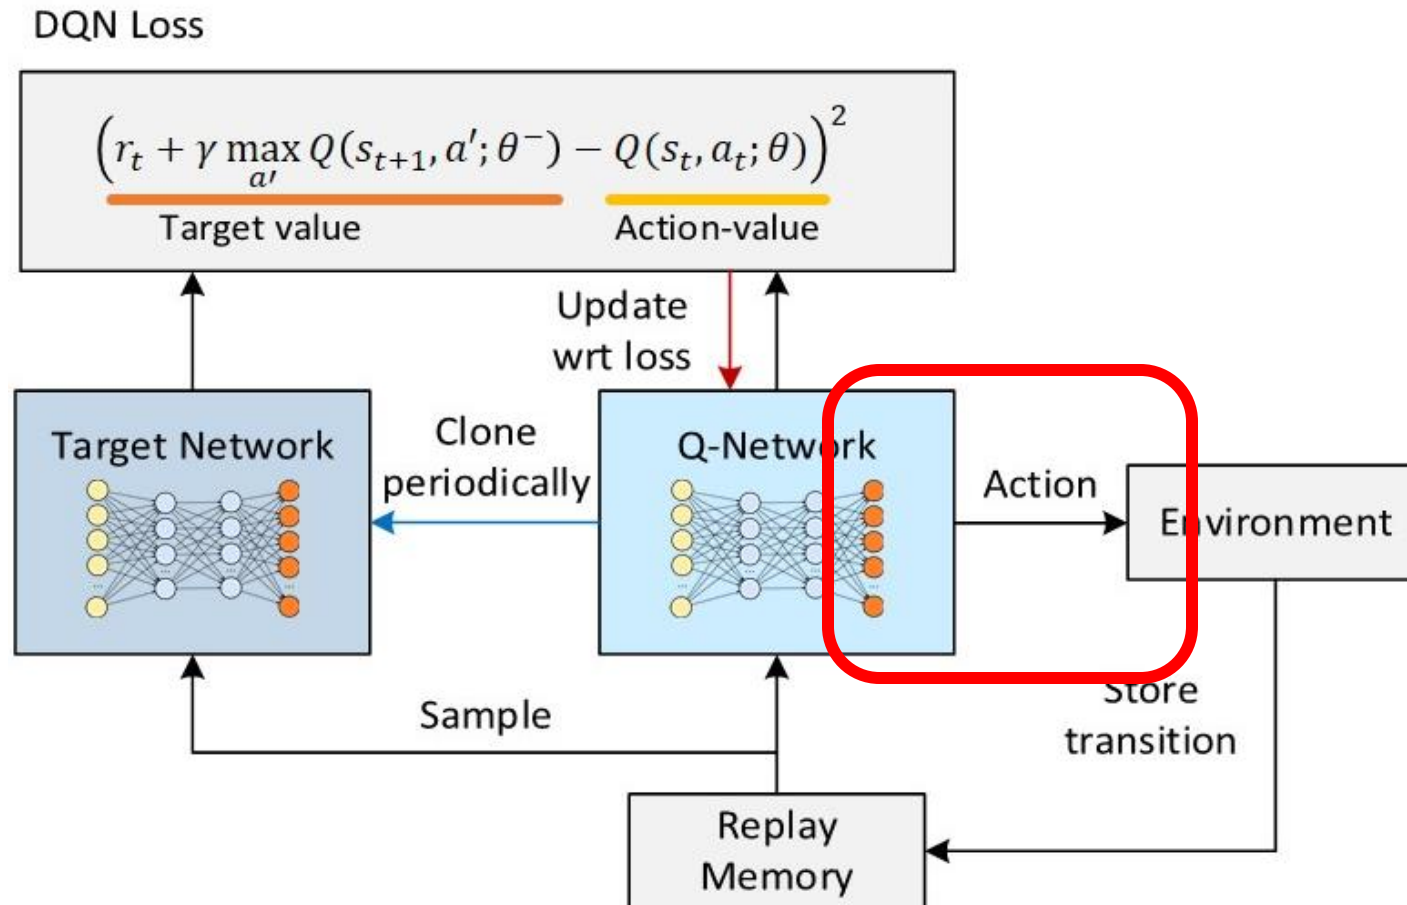 DQN Loss
(r_t + γ max_{a′} Q(s_{t+1}, a′; θ⁻) − Q(s_t, a_t; θ))²
Target value
Action-value
Update
wrt loss
Target Network
Clone
periodically
Q-Network
Action
Environment
Sample
Store
transition
Replay
Memory